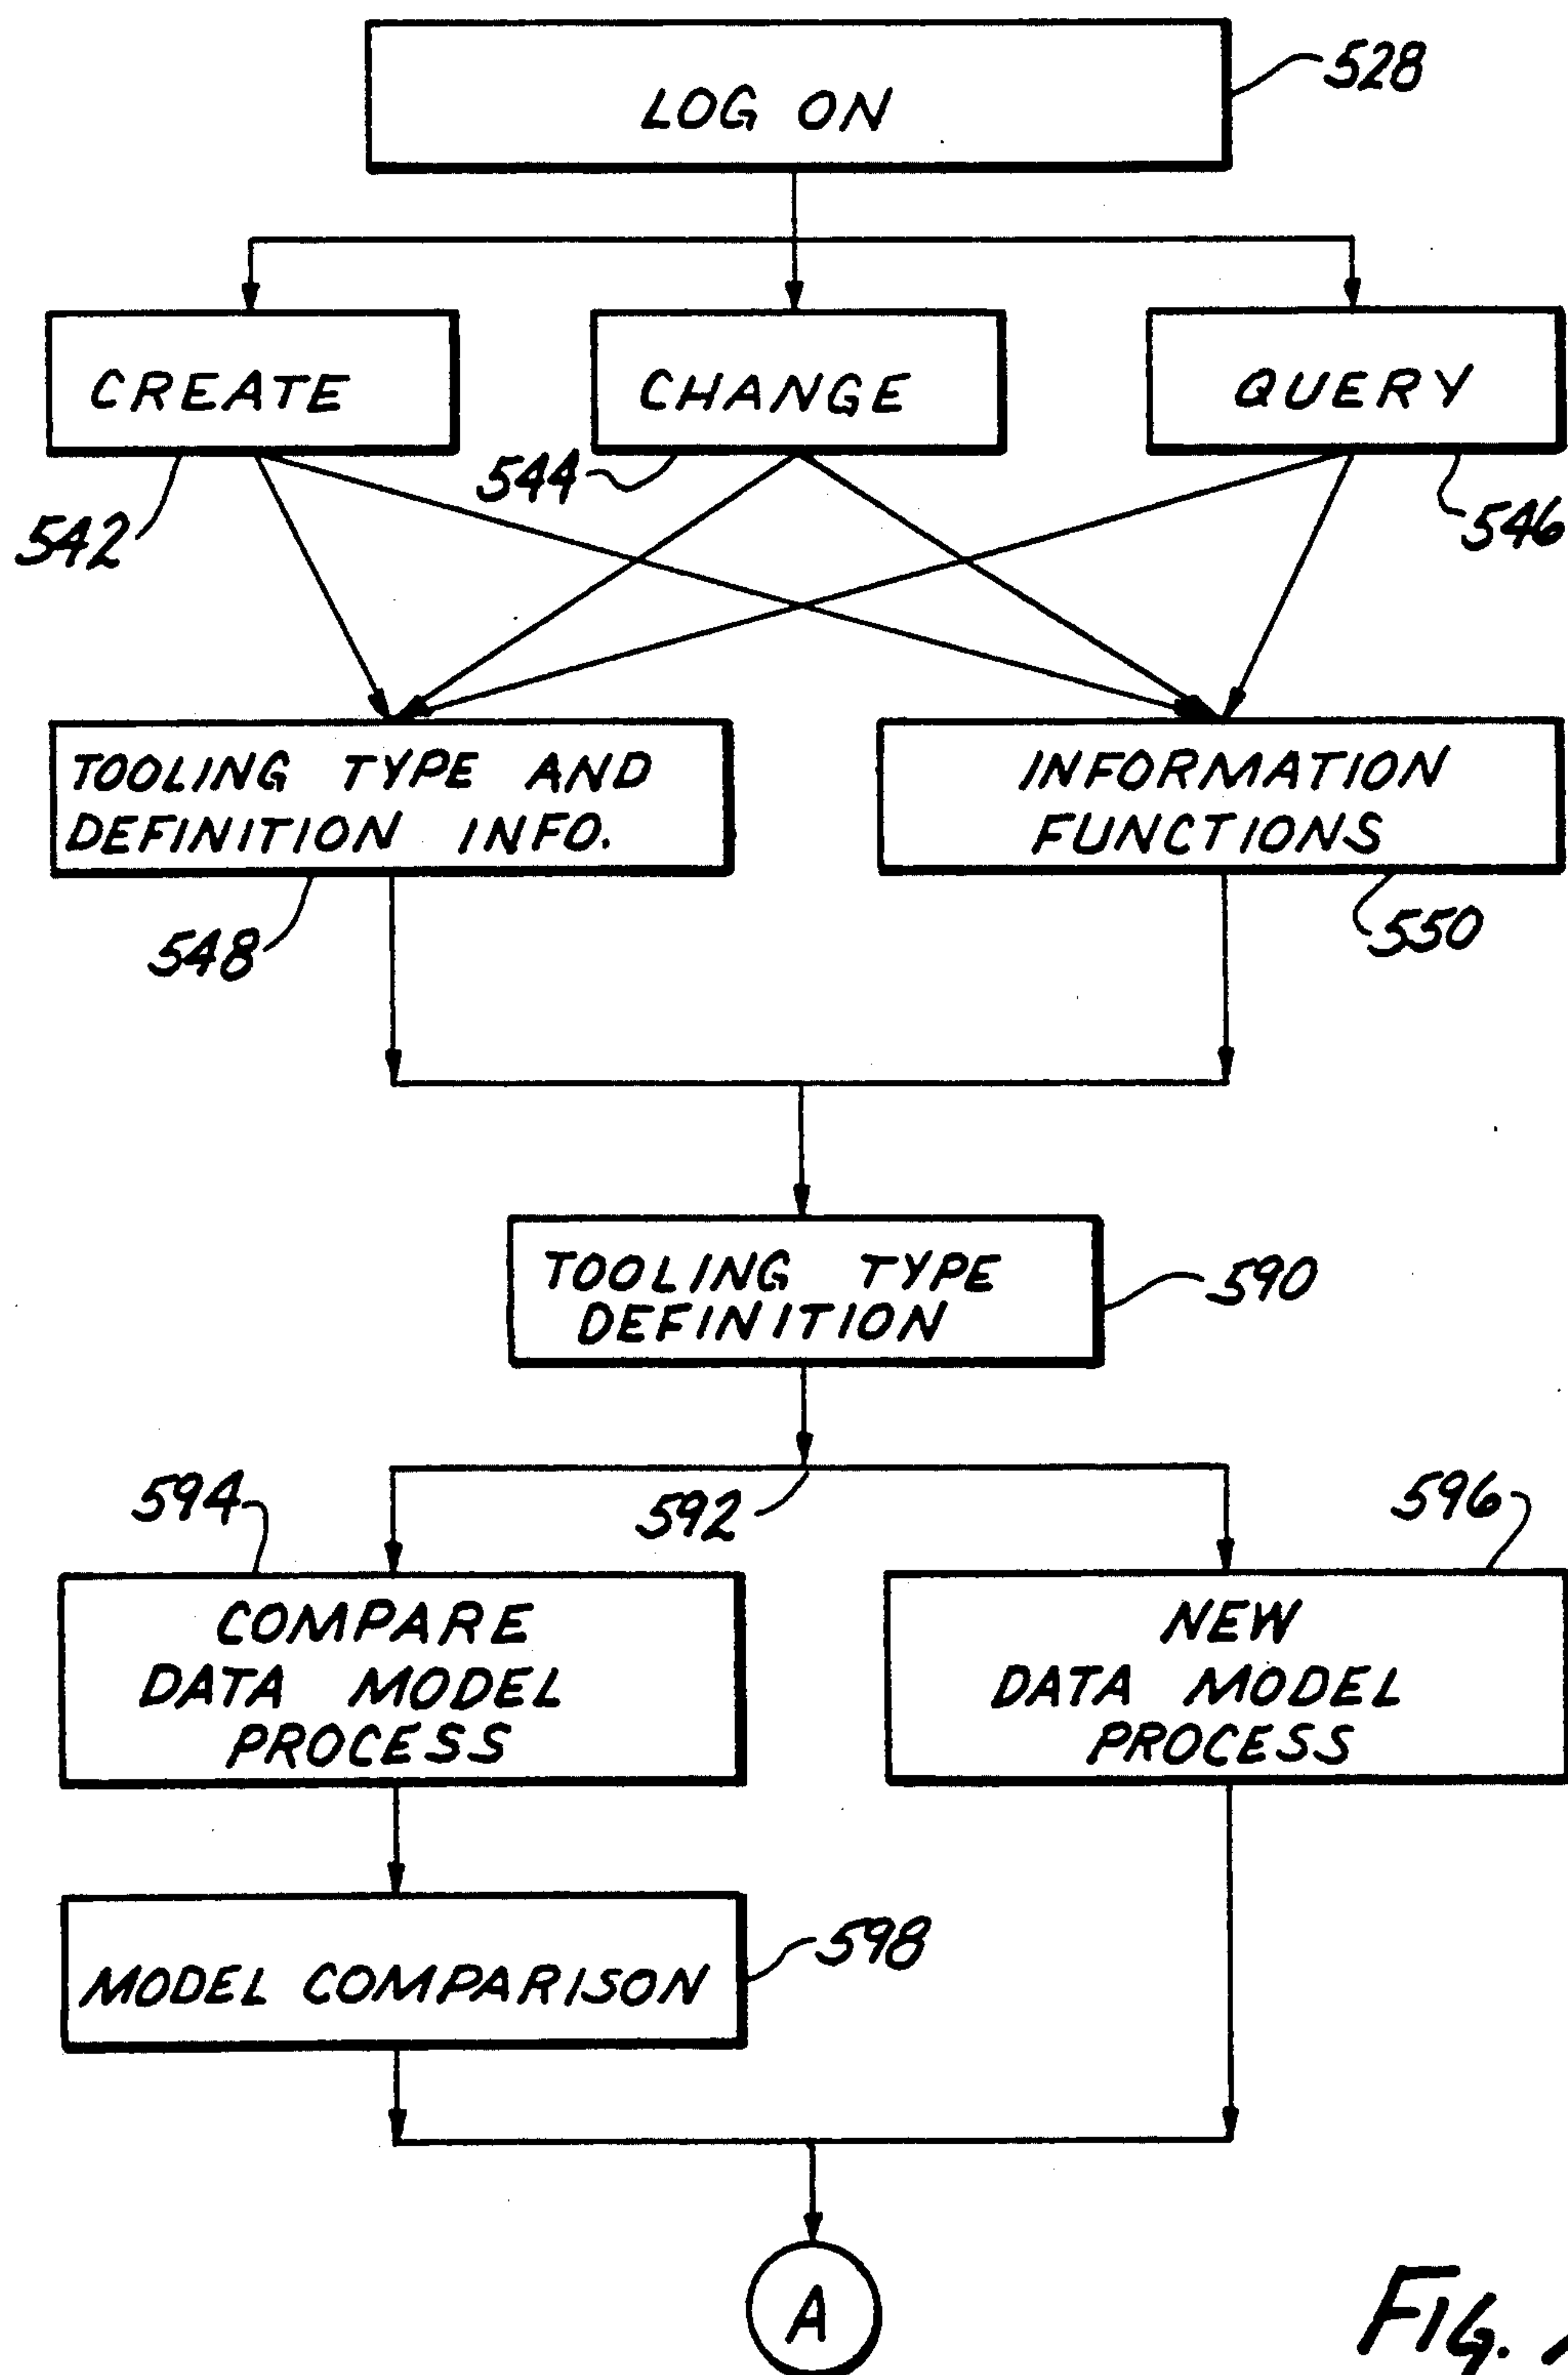 LOG ON
528
CREATE
CHANGE
QUERY
542
544
546
TOOLING TYPE AND
DEFINITION INFO.
INFORMATION
FUNCTIONS
548
550
TOOLING TYPE
DEFINITION
590
592
594
596
COMPARE
DATA MODEL
PROCESS
NEW
DATA MODEL
PROCESS
MODEL COMPARISON
598
A
FIG.